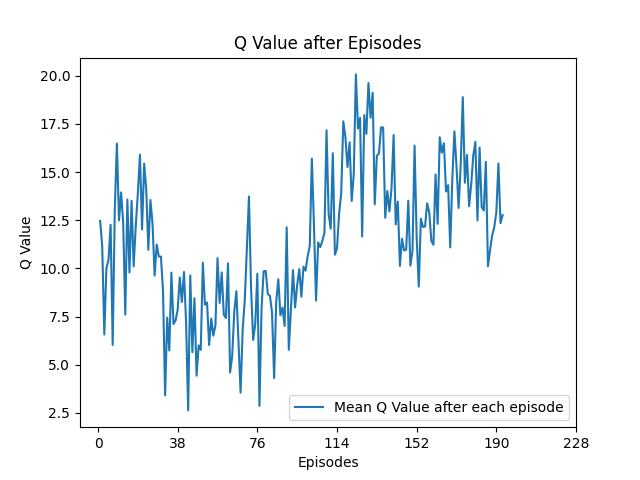 Q Value after Episodes
20.0
17.5
15.0
12.5
10.0
7.5
5.0
2.5
Q Value
Mean Q Value after each episode
0 38 76 114 152 190 228
Episodes